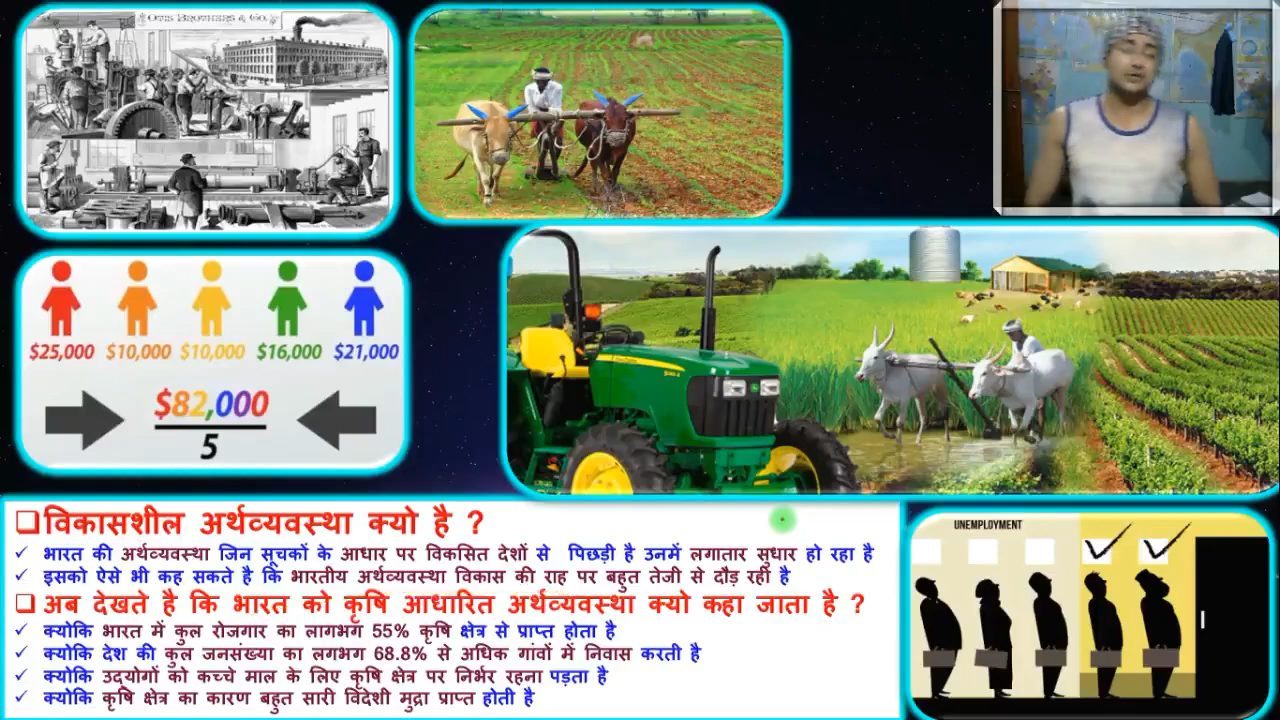 OTIS BROTHERS & CO.
$25,000 $10,000 $10,000 $16,000 $21,000
$82,000
5
UNEMPLOYMENT
❑विकासशील अर्थव्यवस्था क्यो है ?
✓ भारत की अर्थव्यवस्था जिन सूचकों के आधार पर विकसित देशों से पिछड़ी है उनमें लगातार सुधार हो रहा है
✓ इसको ऐसे भी कह सकते है कि भारतीय अर्थव्यवस्था विकास की राह पर बहुत तेजी से दौड़ रही है
❑ अब देखते है कि भारत को कृषि आधारित अर्थव्यवस्था क्यो कहा जाता है ?
✓ क्योकि भारत में कुल रोजगार का लागभग 55% कृषि क्षेत्र से प्राप्त होता है
✓ क्योकि देश की कुल जनसंख्या का लगभग 68.8% से अधिक गांवों में निवास करती है
✓ क्योकि उद्योगों को कच्चे माल के लिए कृषि क्षेत्र पर निर्भर रहना पड़ता है
✓ क्योकि कृषि क्षेत्र का कारण बहुत सारी विदेशी मुद्रा प्राप्त होती है